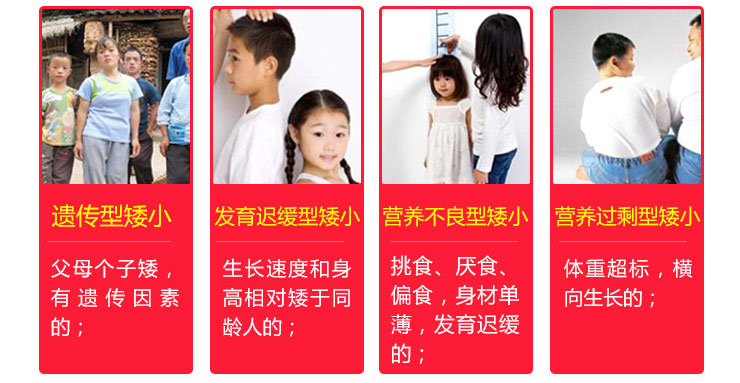 遗传型矮小
父母个子矮，
有遗传因素
的；
发育迟缓型矮小
生长速度和身
高相对矮于同
龄人的；
营养不良型矮小
挑食、厌食、
偏食，身材单
薄，发育迟缓
的；
营养过剩型矮小
体重超标，横
向生长的；